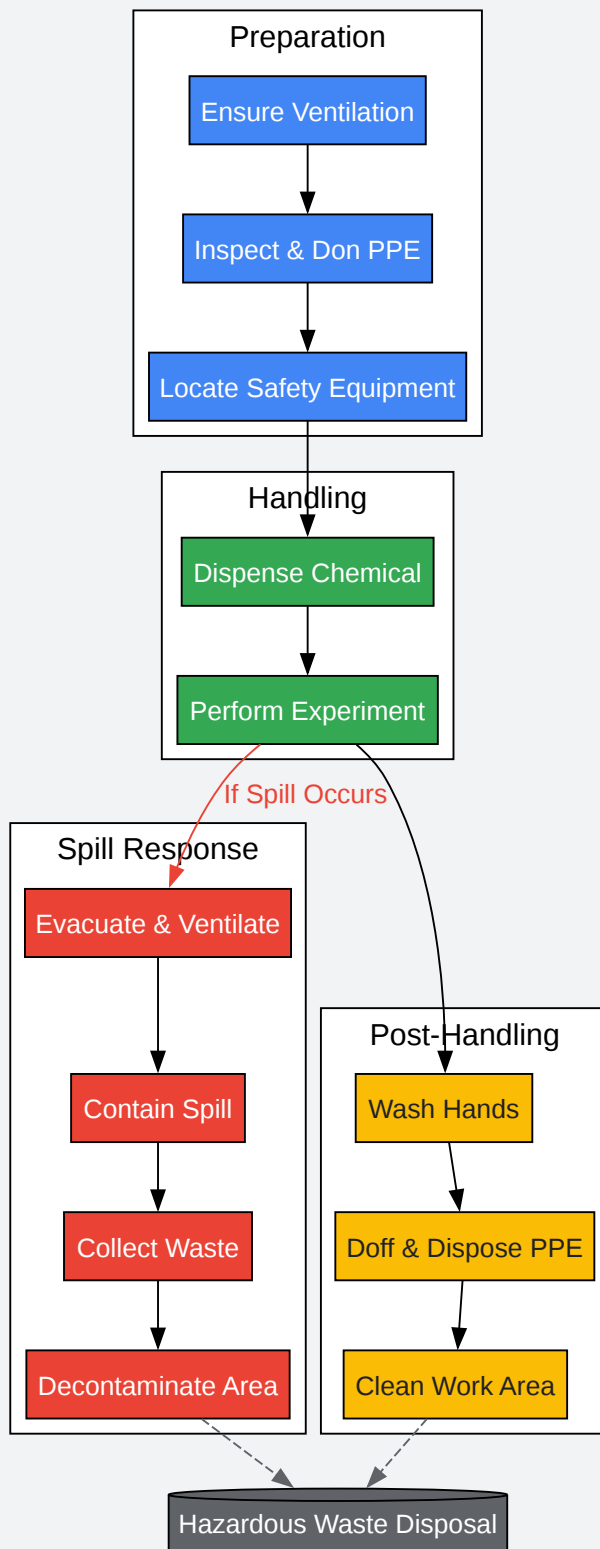 Preparation
Ensure Ventilation
Inspect & Don PPE
Locate Safety Equipment
Handling
Dispense Chemical
Perform Experiment
If Spill Occurs
Spill Response
Evacuate & Ventilate
Contain Spill
Collect Waste
Decontaminate Area
Post-Handling
Wash Hands
Doff & Dispose PPE
Clean Work Area
Hazardous Waste Disposal